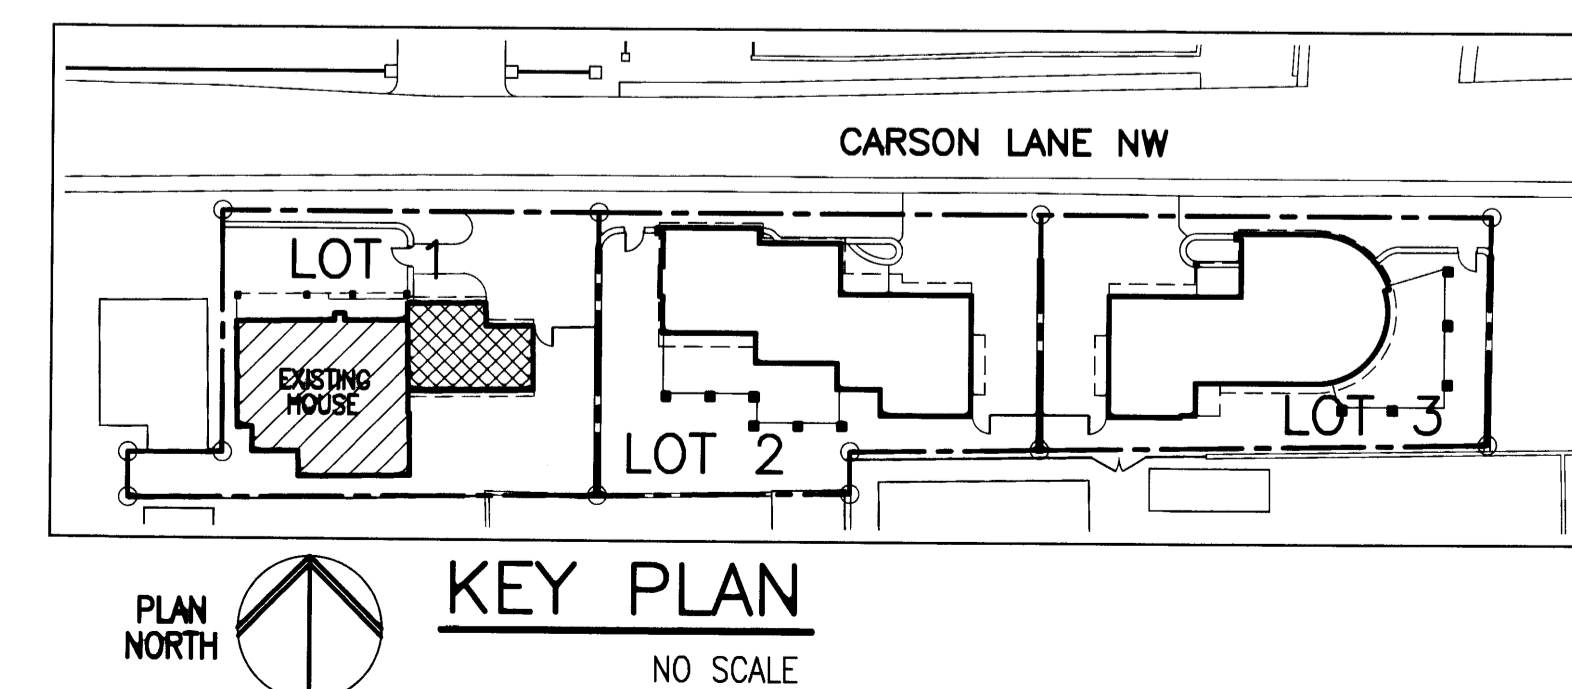 CARSON LANE NW
LOT 1
EXISTING
HOUSE
LOT 2
LOT 3
PLAN
NORTH
KEY PLAN
NO SCALE